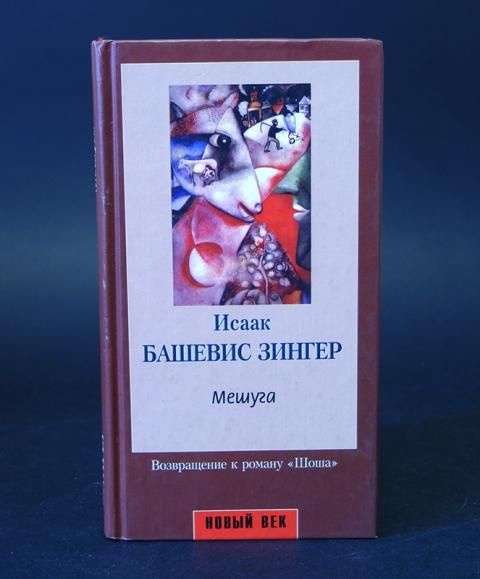 Исаак
БАШЕВИС ЗИНГЕР
Мешуга
Возвращение к роману «Шоша»
НОВЫЙ ВЕК